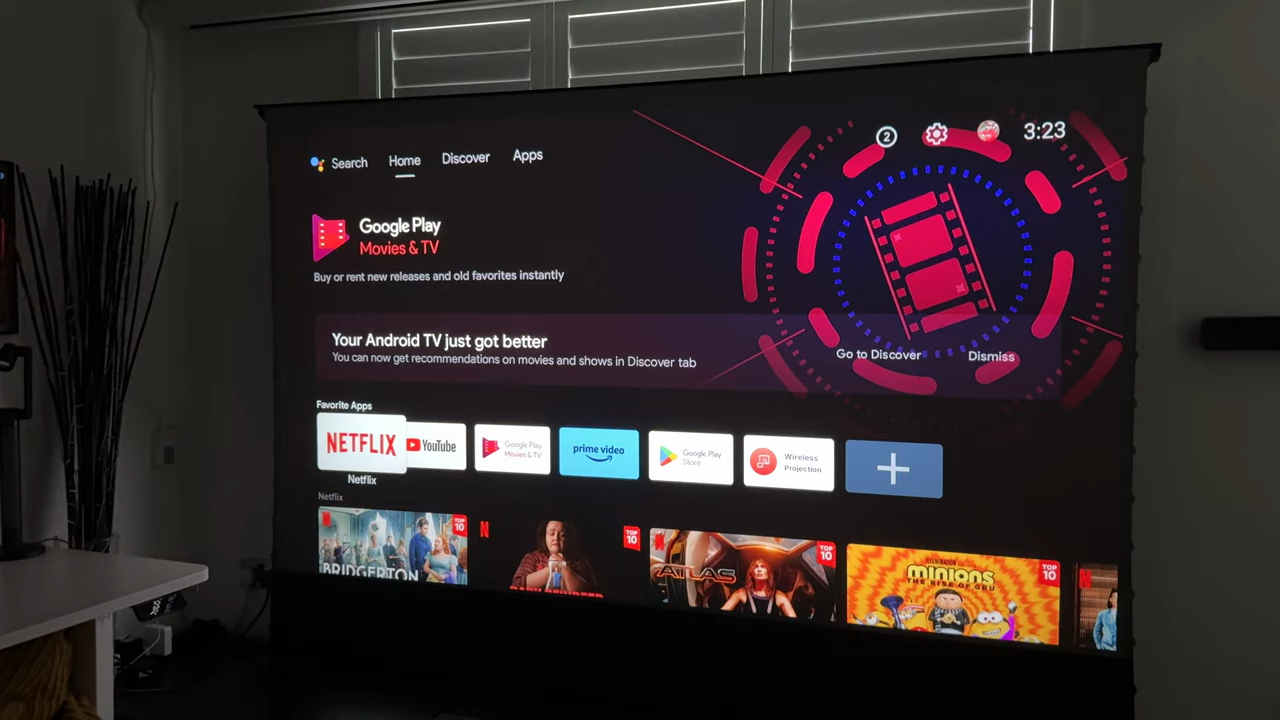 2
3:23
Search Home Discover Apps
Google Play
Movies & TV
Buy or rent new releases and old favorites instantly
Your Android TV just got better
You can now get recommendations on movies and shows in Discover tab
Go to Discover
Dismiss
Favorite Apps
NETFLIX
YouTube
Google Play
Movies & TV
prime video
Google Play
Store
Wireless
Projection
Netflix
Netflix
N
TOP
10
BRIDGERTON
N
TOP
10
BABY REINDEER
N
TOP
10
ATLAS
TOP
10
MINIONS
THE RISE OF GRU
N